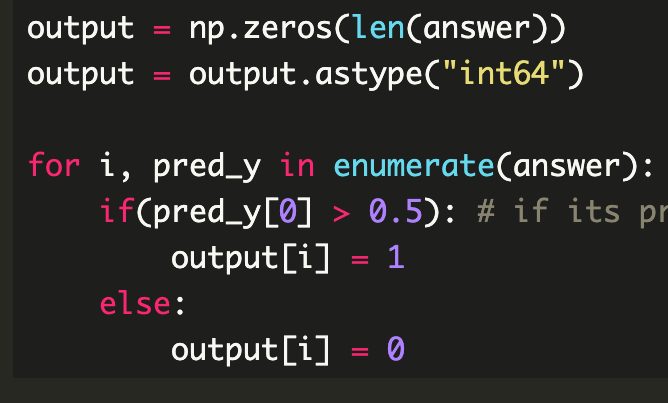 output = np.zeros(len(answer))
output = output.astype("int64")
for i, pred_y in enumerate(answer):
    if(pred_y[0] > 0.5): # if its
        output[i] = 1
    else:
        output[i] = 0